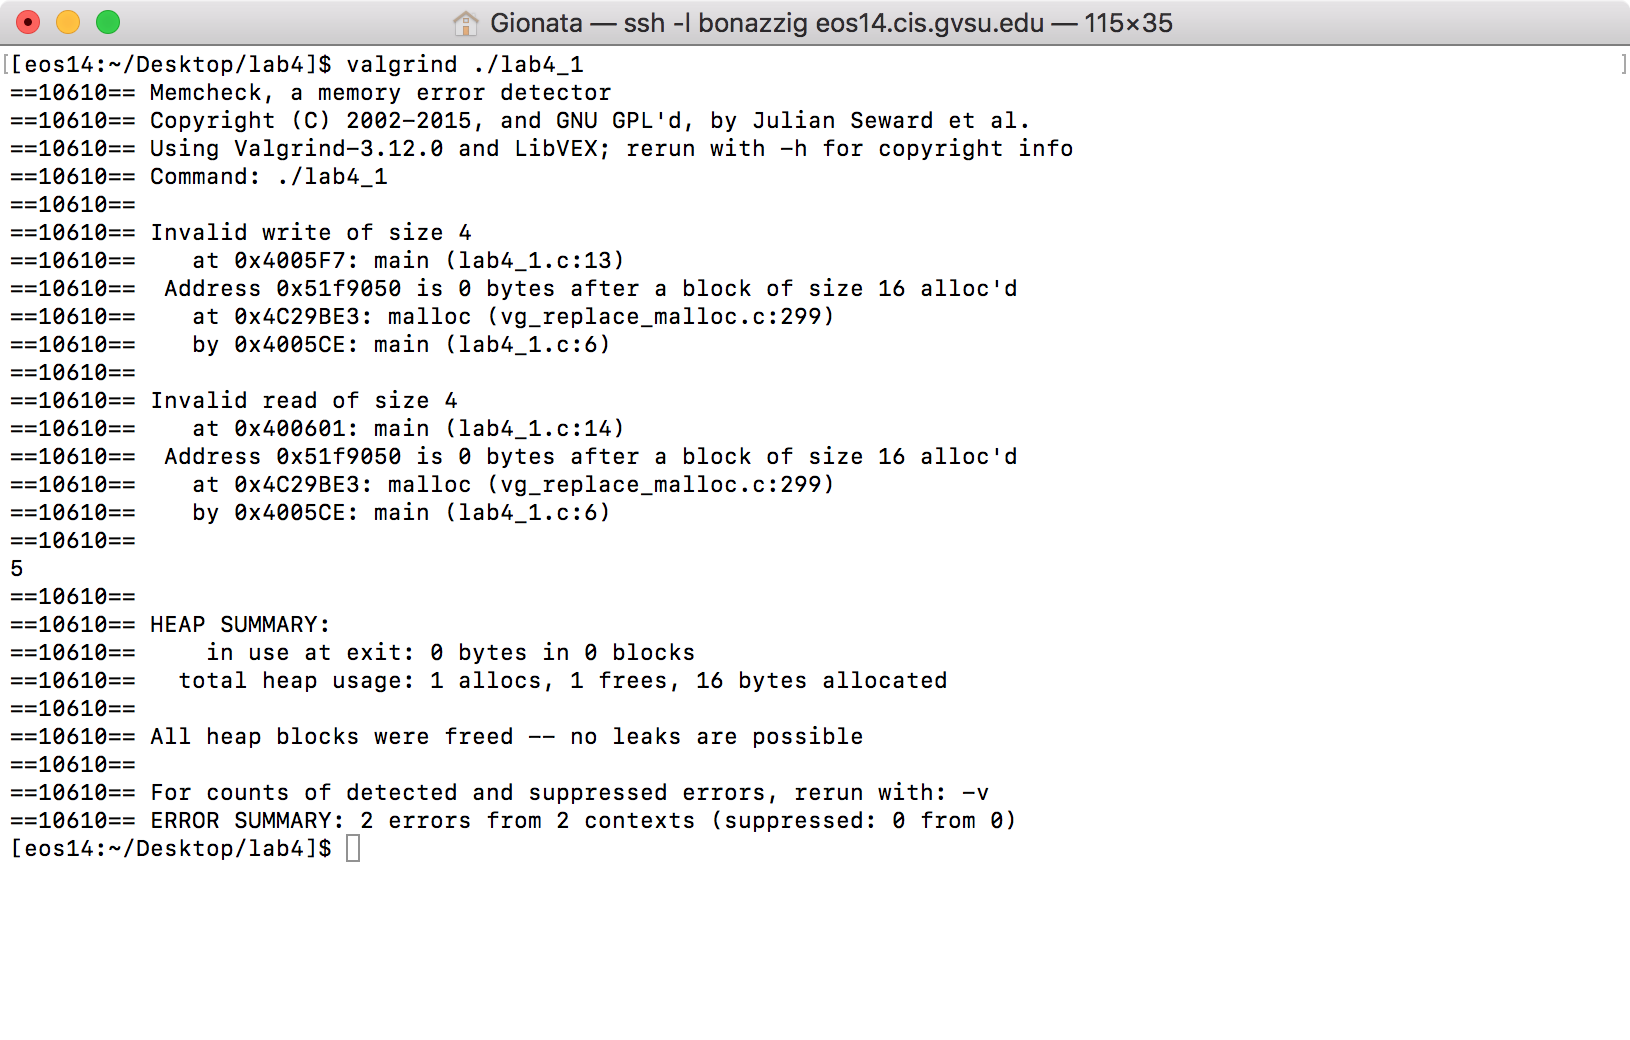 Gionata — ssh -l bonazzig eos14.cis.gvsu.edu — 115×35
[[eos14:~/Desktop/lab4]$ valgrind ./lab4_1 ]
==10610== Memcheck, a memory error detector
==10610== Copyright (C) 2002-2015, and GNU GPL'd, by Julian Seward et al.
==10610== Using Valgrind-3.12.0 and LibVEX; rerun with -h for copyright info
==10610== Command: ./lab4_1
==10610==
==10610== Invalid write of size 4
==10610==    at 0x4005F7: main (lab4_1.c:13)
==10610==  Address 0x51f9050 is 0 bytes after a block of size 16 alloc'd
==10610==    at 0x4C29BE3: malloc (vg_replace_malloc.c:299)
==10610==    by 0x4005CE: main (lab4_1.c:6)
==10610==
==10610== Invalid read of size 4
==10610==    at 0x400601: main (lab4_1.c:14)
==10610==  Address 0x51f9050 is 0 bytes after a block of size 16 alloc'd
==10610==    at 0x4C29BE3: malloc (vg_replace_malloc.c:299)
==10610==    by 0x4005CE: main (lab4_1.c:6)
==10610==
5
==10610==
==10610== HEAP SUMMARY:
==10610==     in use at exit: 0 bytes in 0 blocks
==10610==   total heap usage: 1 allocs, 1 frees, 16 bytes allocated
==10610==
==10610== All heap blocks were freed -- no leaks are possible
==10610==
==10610== For counts of detected and suppressed errors, rerun with: -v
==10610== ERROR SUMMARY: 2 errors from 2 contexts (suppressed: 0 from 0)
[eos14:~/Desktop/lab4]$